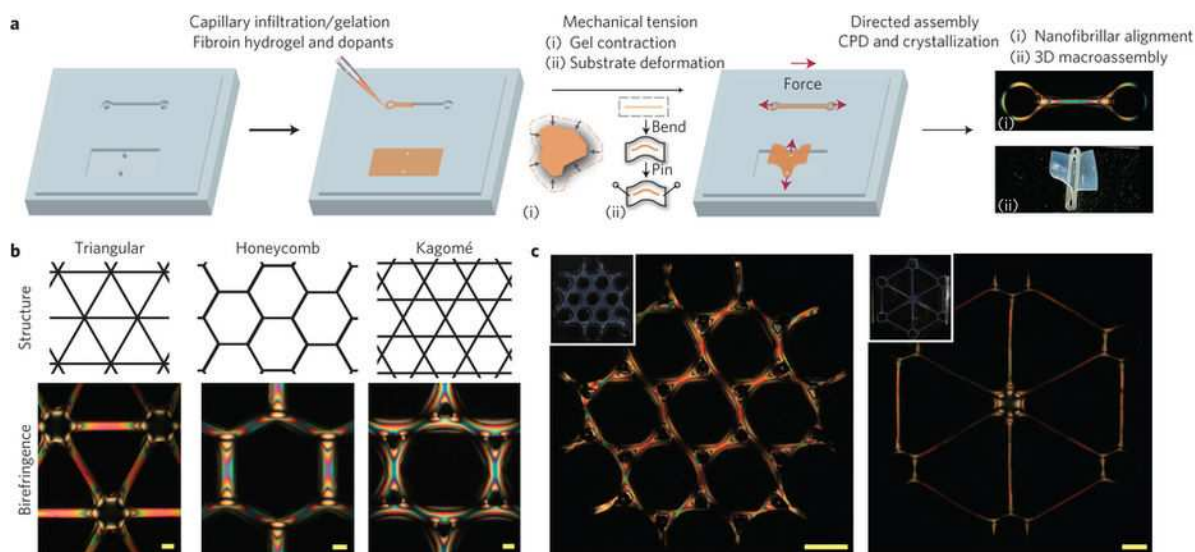 a
Capillary infiltration/gelation
Fibroin hydrogel and dopants
Mechanical tension
(i) Gel contraction
(ii) Substrate deformation
Directed assembly
CPD and crystallization
(i) Nanofibrillar alignment
(ii) 3D macroassembly
Force
Bend
Pin
(i)
(ii)
(i)
(ii)
b
Triangular
Honeycomb
Kagomé
c
Structure
Birefringence